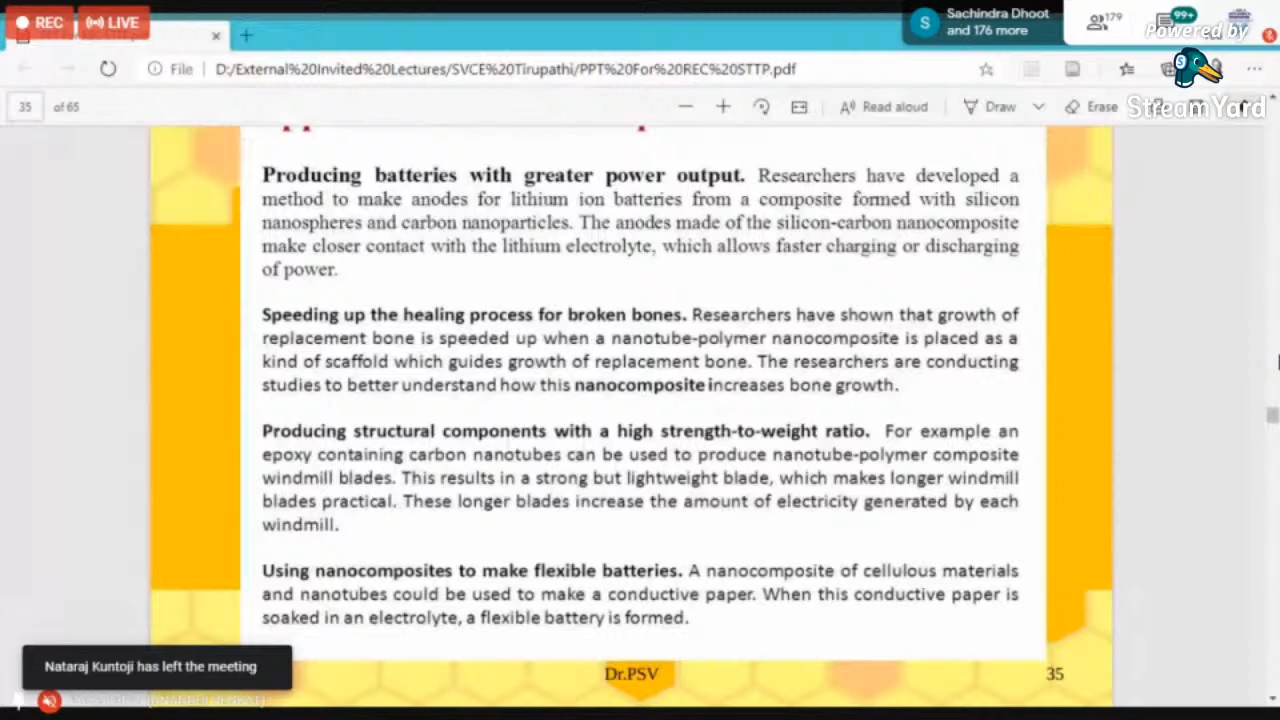 REC
LIVE
Sachindra Dhoot
and 176 more
S
179
99+
Powered by
File
D:/External%20Invited%20Lectures/SVCE%20Tirupathi/PPT%20For%20REC%20STTP.pdf
StreamYard
35 of 65
Read aloud
Draw
Erase
Producing batteries with greater power output. Researchers have developed a
method to make anodes for lithium ion batteries from a composite formed with silicon
nanospheres and carbon nanoparticles. The anodes made of the silicon-carbon nanocomposite
make closer contact with the lithium electrolyte, which allows faster charging or discharging
of power.
Speeding up the healing process for broken bones. Researchers have shown that growth of
replacement bone is speeded up when a nanotube-polymer nanocomposite is placed as a
kind of scaffold which guides growth of replacement bone. The researchers are conducting
studies to better understand how this nanocomposite increases bone growth.
Producing structural components with a high strength-to-weight ratio. For example an
epoxy containing carbon nanotubes can be used to produce nanotube-polymer composite
windmill blades. This results in a strong but lightweight blade, which makes longer windmill
blades practical. These longer blades increase the amount of electricity generated by each
windmill.
Using nanocomposites to make flexible batteries. A nanocomposite of cellulous materials
and nanotubes could be used to make a conductive paper. When this conductive paper is
soaked in an electrolyte, a flexible battery is formed.
Nataraj Kuntoji has left the meeting
Dr.PSV
35